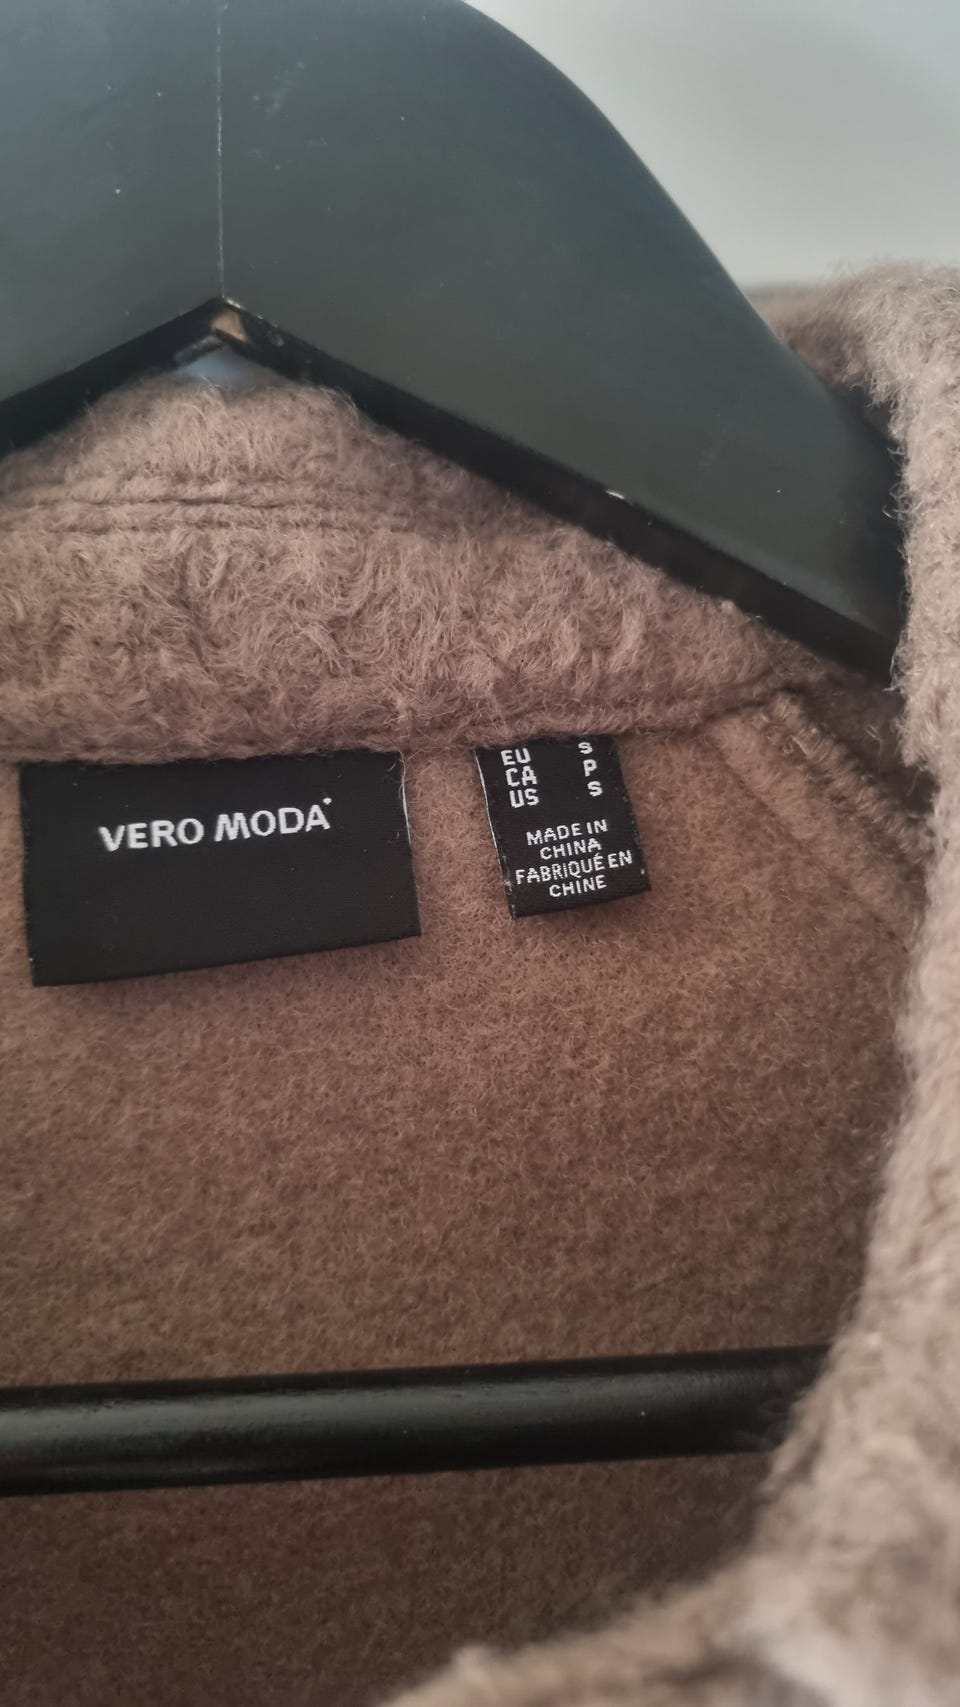 VERO MODA
EU S
CA P
US S
MADE IN
CHINA
FABRIQUÉ EN
CHINE